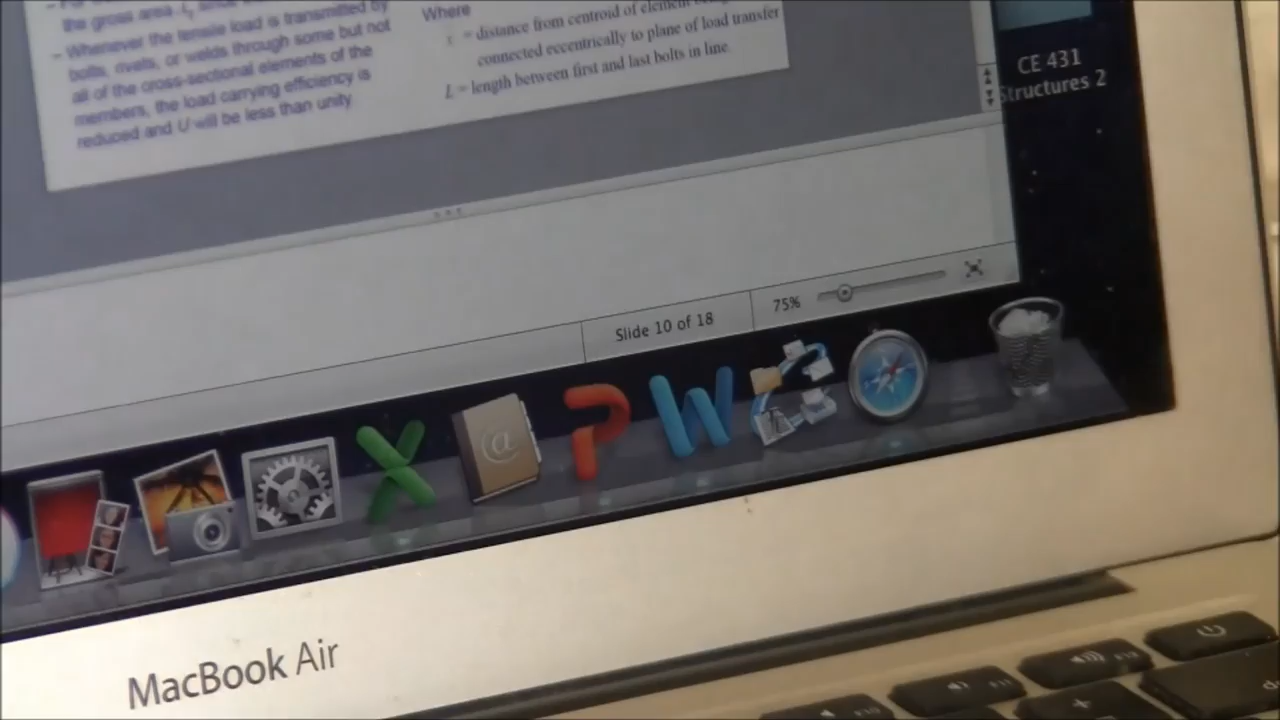 the gross area
– Whenever the tensile load is transmitted by
bolts, rivets, or welds through some but not
all of the cross-sectional elements of the
members, the load carrying efficiency is
reduced and U will be less than unity
Where
= distance from centroid of element
connected eccentrically to plane of load transfer
L = length between first and last bolts in line.
CE 431
Structures 2
Slide 10 of 18
75%
@
P
W
X
MacBook Air